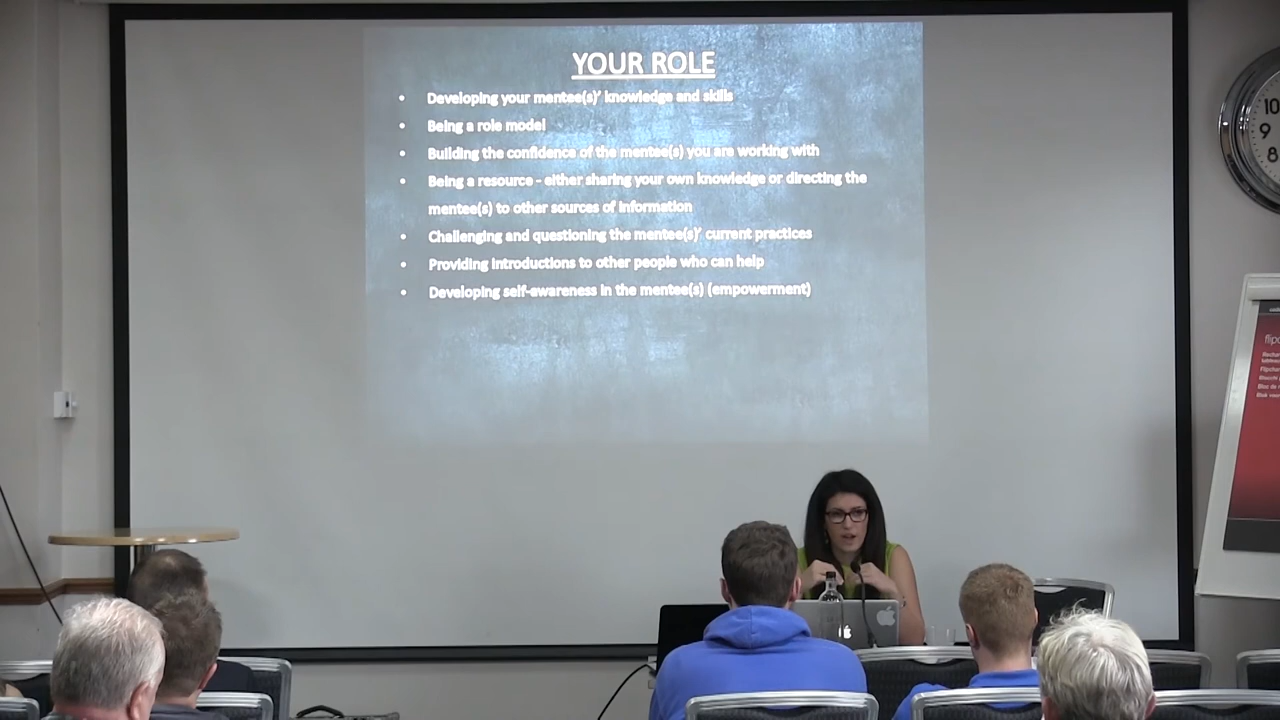 YOUR ROLE
• Developing your mentee(s)' knowledge and skills
• Being a role model
• Building the confidence of the mentee(s) you are working with
• Being a resource - either sharing your own knowledge or directing the
mentee(s) to other sources of information
• Challenging and questioning the mentee(s)' current practices
• Providing introductions to other people who can help
• Developing self-awareness in the mentee(s) (empowerment)
10
9
8